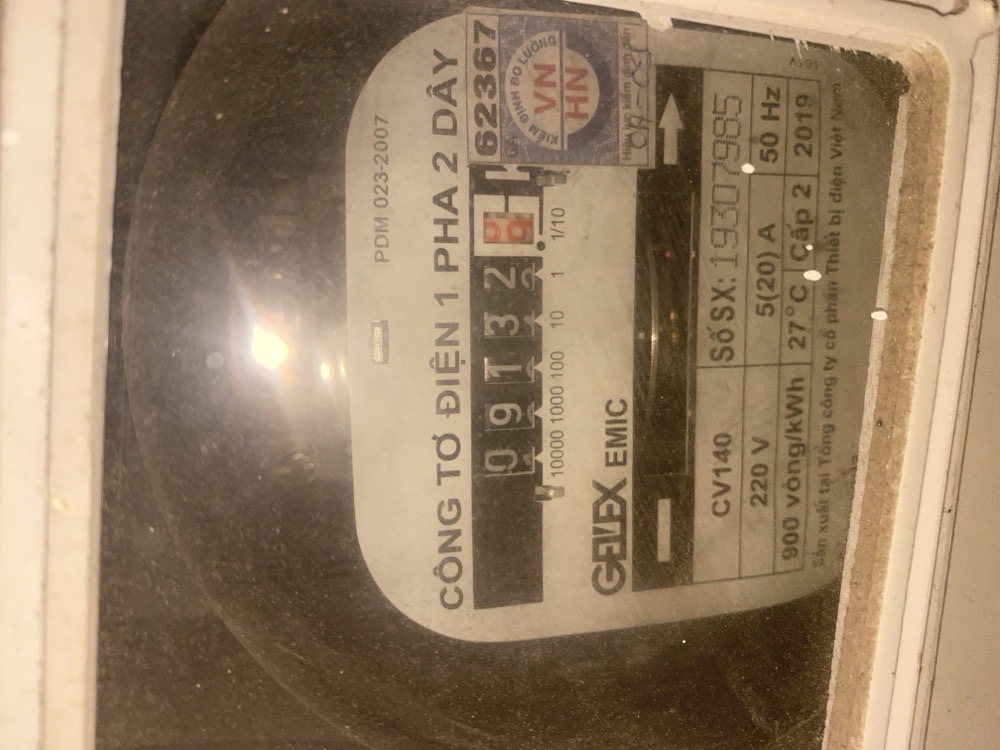 CÔNG TƠ ĐIỆN 1 PHA 2 DÂY
PDM 023-2007
62367
KIỂM ĐỊNH ĐO LƯỜNG
VN
HN
09132
10000 1000 100 10 1 1/10
GELEX EMIC
CV140
Số SX: 19307985
220 V
5(20) A
50 Hz
900 vòng/kWh
27°C
Cấp 2
2019
Sản xuất tại Tổng công ty cổ phần Thiết bị điện Việt Nam